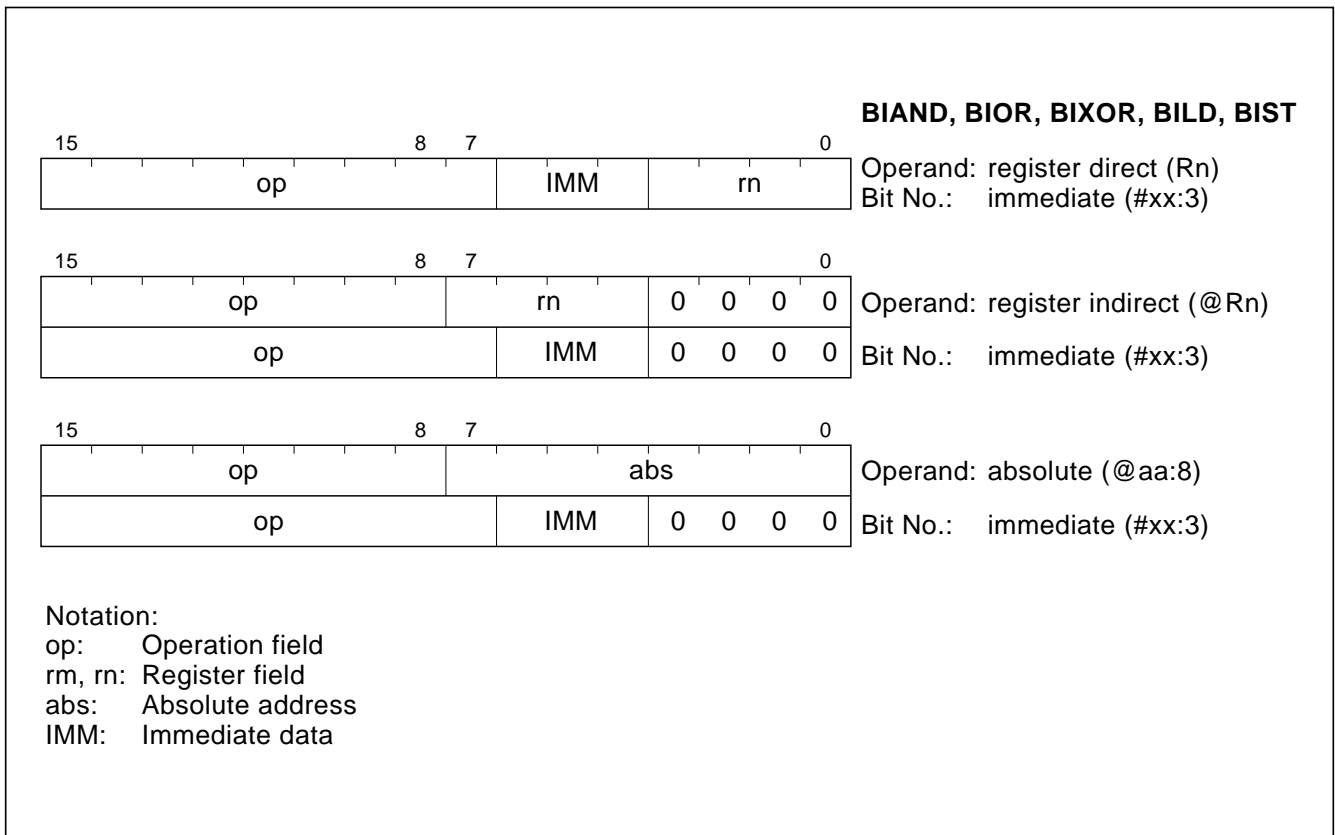 BIAND, BIOR, BIXOR, BILD, BIST
15 8 7 0
op IMM rn
Operand: register direct (Rn)
Bit No.: immediate (#xx:3)
15 8 7 0
op rn 0 0 0 0 Operand: register indirect (@Rn)
op IMM 0 0 0 0 Bit No.: immediate (#xx:3)
15 8 7 0
op abs Operand: absolute (@aa:8)
op IMM 0 0 0 0 Bit No.: immediate (#xx:3)
Notation:
op: Operation field
rm, rn: Register field
abs: Absolute address
IMM: Immediate data